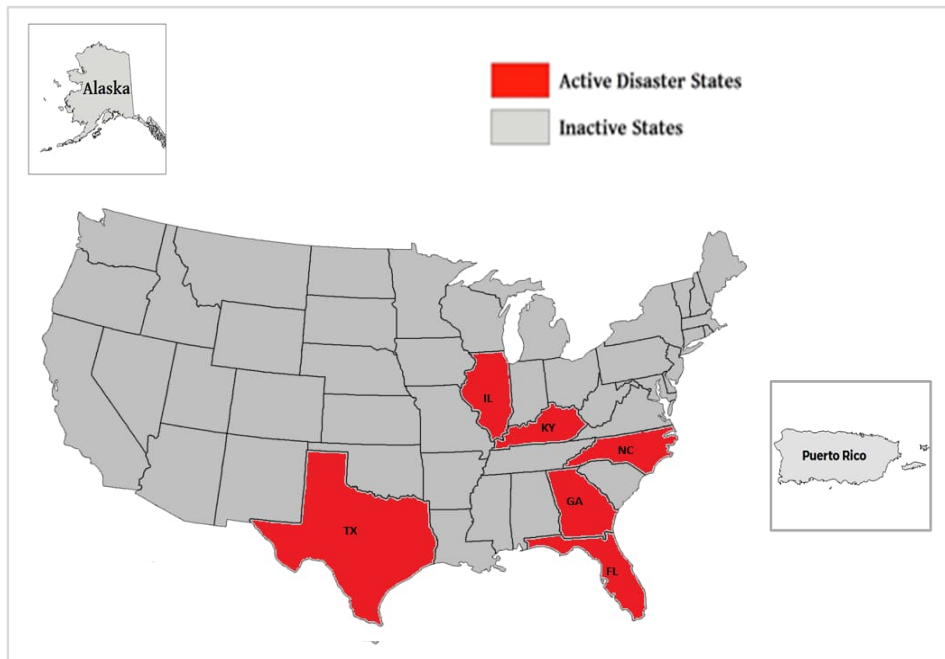 Alaska
Active Disaster States
Inactive States
IL
KY
NC
GA
TX
FL
Puerto Rico